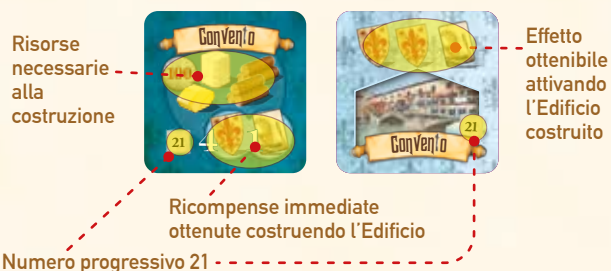 Risorse
necessarie
alla
costruzione
Convento
100
21
4
1
Convento
21
Effetto
ottenibile
attivando
l'Edificio
costruito
Ricompense immediate
ottenute costruendo l'Edificio
Numero progressivo 21